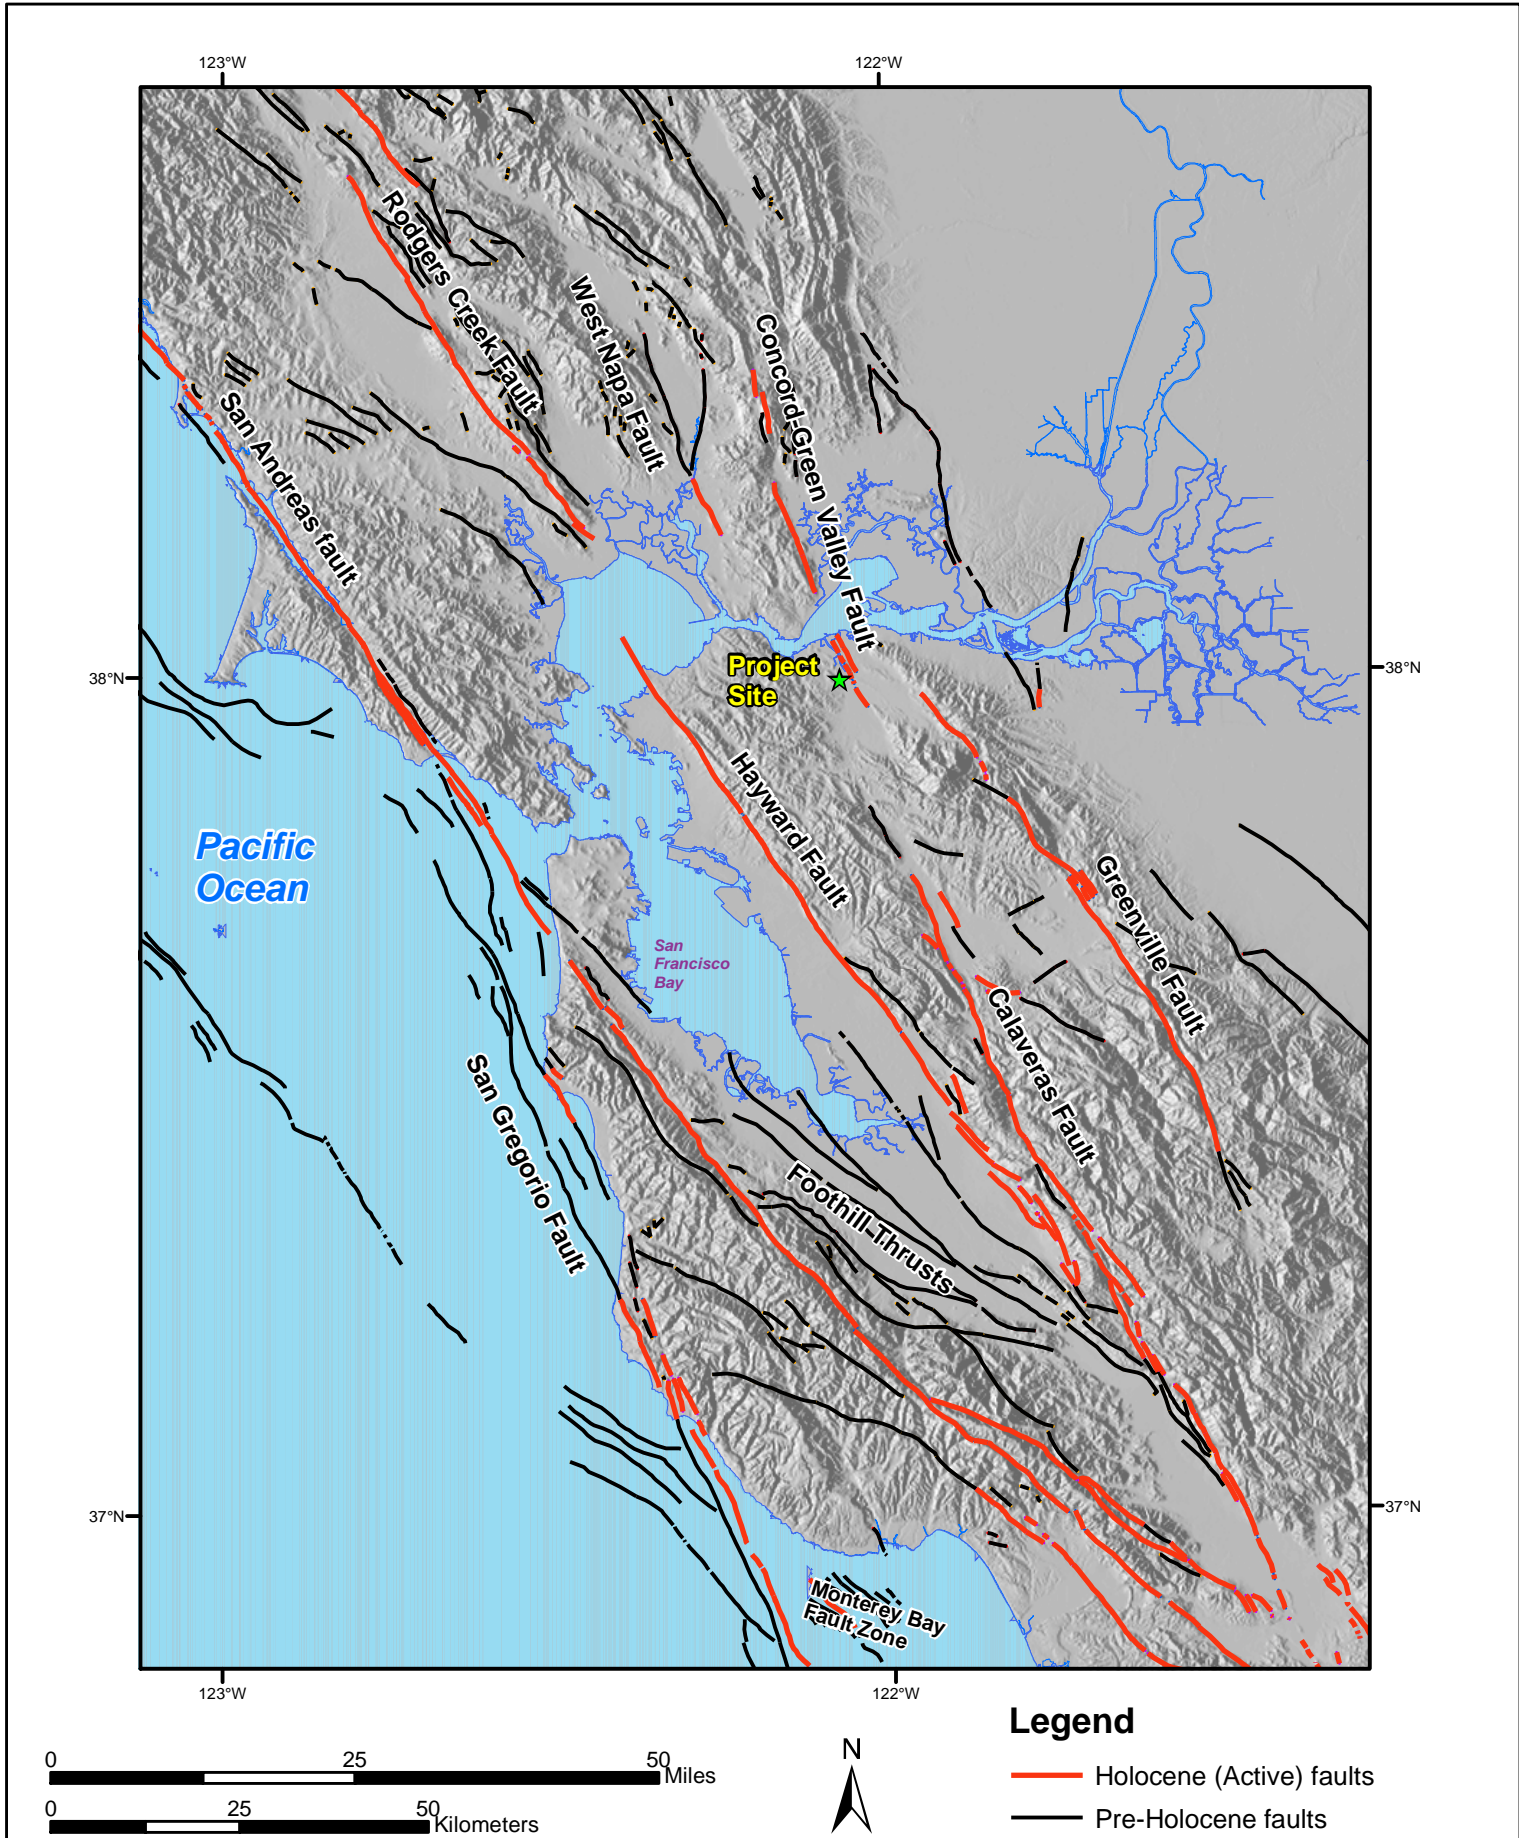 123°W
122°W
Rodgers Creek Fault
West Napa Fault
Concord-Green Valley Fault
San Andreas fault
38°N
38°N
Project
Site
Hayward Fault
Pacific
Ocean
Greenville Fault
San
Francisco
Bay
Calaveras Fault
San Gregorio Fault
Foothill Thrusts
37°N
37°N
Monterey Bay
Fault Zone
123°W
122°W
Legend
0 25 50
Miles
N
Holocene (Active) faults
0 25 50
Kilometers
Pre-Holocene faults